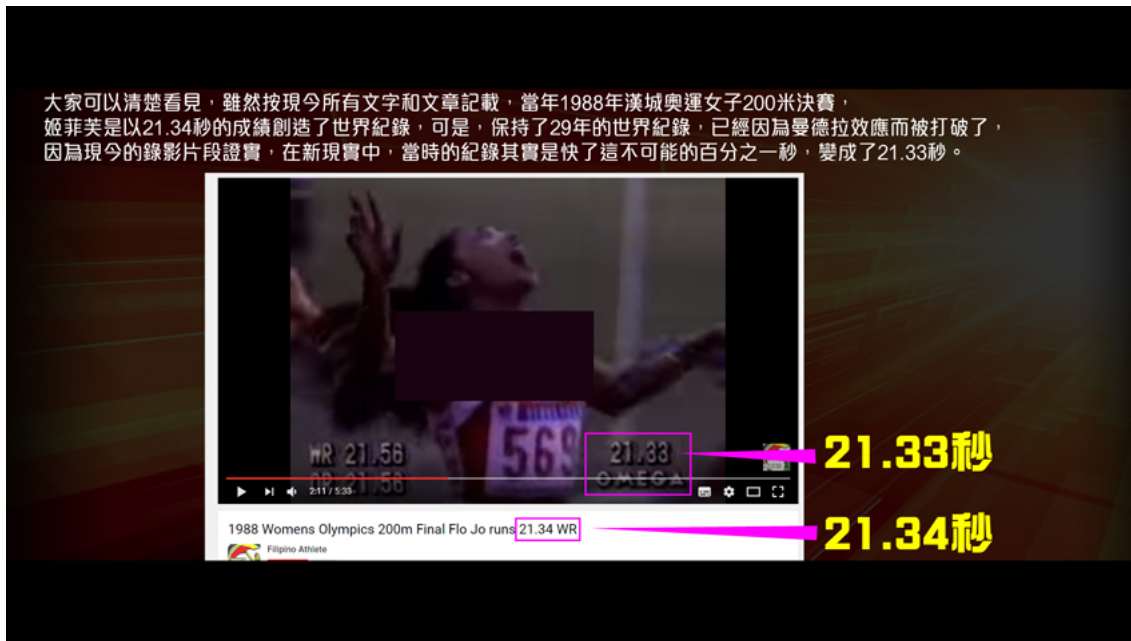 大家可以清楚看見，雖然按現今所有文字和文章記載，當年1988年漢城奧運女子200米決賽，
姬菲芙是以21.34秒的成績創造了世界紀錄，可是，保持了29年的世界紀錄，已經因為曼德拉效應而被打破了，
因為現今的錄影片段證實，在新現實中，當時的紀錄其實是快了這不可能的百分之一秒，變成了21.33秒。
569
WR 21.56
21.33
21.33秒
OR 21.56
OMEGA
2:11 / 5:33
1988 Womens Olympics 200m Final Flo Jo runs 21.34 WR
21.34秒
Filipino Athlete